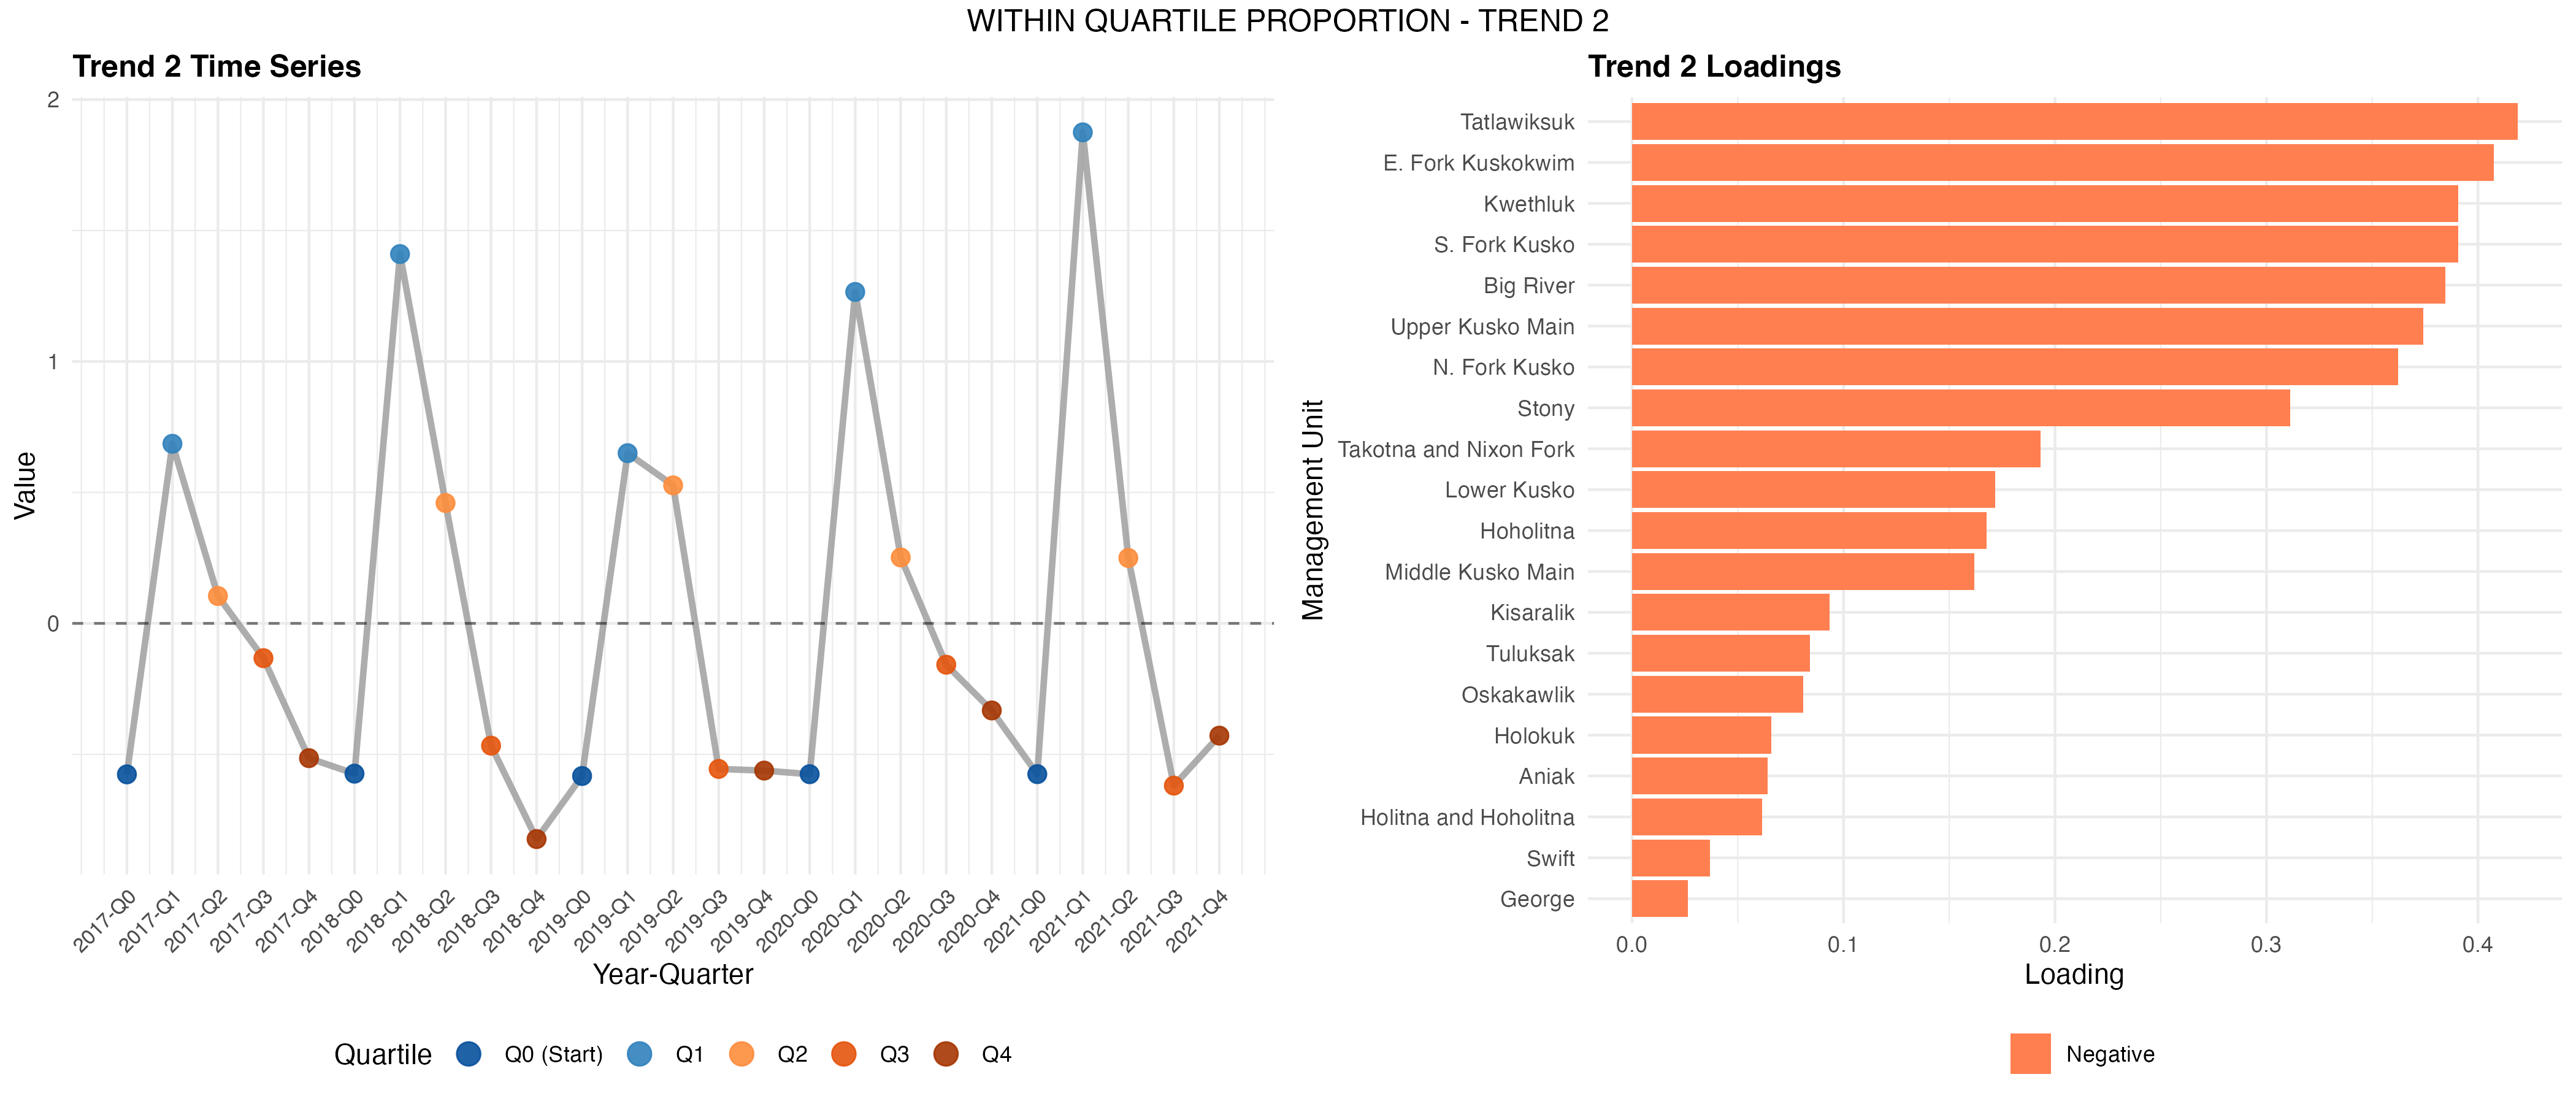 WITHIN QUARTILE PROPORTION - TREND 2
Trend 2 Time Series
Value
2
1
0
2017-Q0
2017-Q1
2017-Q2
2017-Q3
2017-Q4
2018-Q0
2018-Q1
2018-Q2
2018-Q3
2018-Q4
2019-Q0
2019-Q1
2019-Q2
2019-Q3
2019-Q4
2020-Q0
2020-Q1
2020-Q2
2020-Q3
2020-Q4
2021-Q0
2021-Q1
2021-Q2
2021-Q3
2021-Q4
Year-Quarter
Quartile Q0 (Start) Q1 Q2 Q3 Q4
Trend 2 Loadings
Management Unit
Tatlawiksuk
E. Fork Kuskokwim
Kwethluk
S. Fork Kusko
Big River
Upper Kusko Main
N. Fork Kusko
Stony
Takotna and Nixon Fork
Lower Kusko
Hoholitna
Middle Kusko Main
Kisaralik
Tuluksak
Oskakawlik
Holokuk
Aniak
Holitna and Hoholitna
Swift
George
0.0 0.1 0.2 0.3 0.4
Loading
Negative